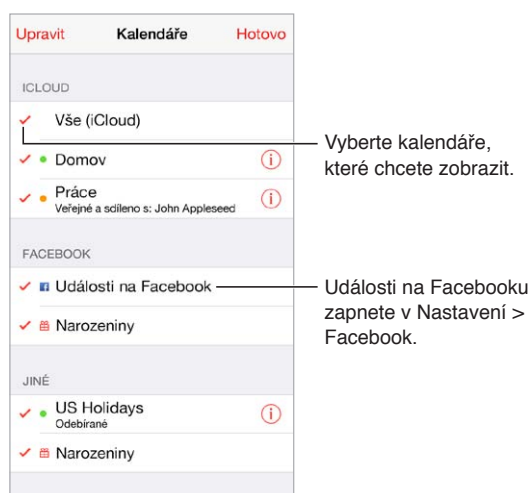 Upravit Kalendáře Hotovo
ICLOUD
Vše (iCloud)
Domov
Práce
Veřejné a sdíleno s: John Appleseed
FACEBOOK
Události na Facebook
Narozeniny
JINÉ
US Holidays
Odebírané
Narozeniny
Vyberte kalendáře,
které chcete zobrazit.
Události na Facebooku
zapnete v Nastavení >
Facebook.